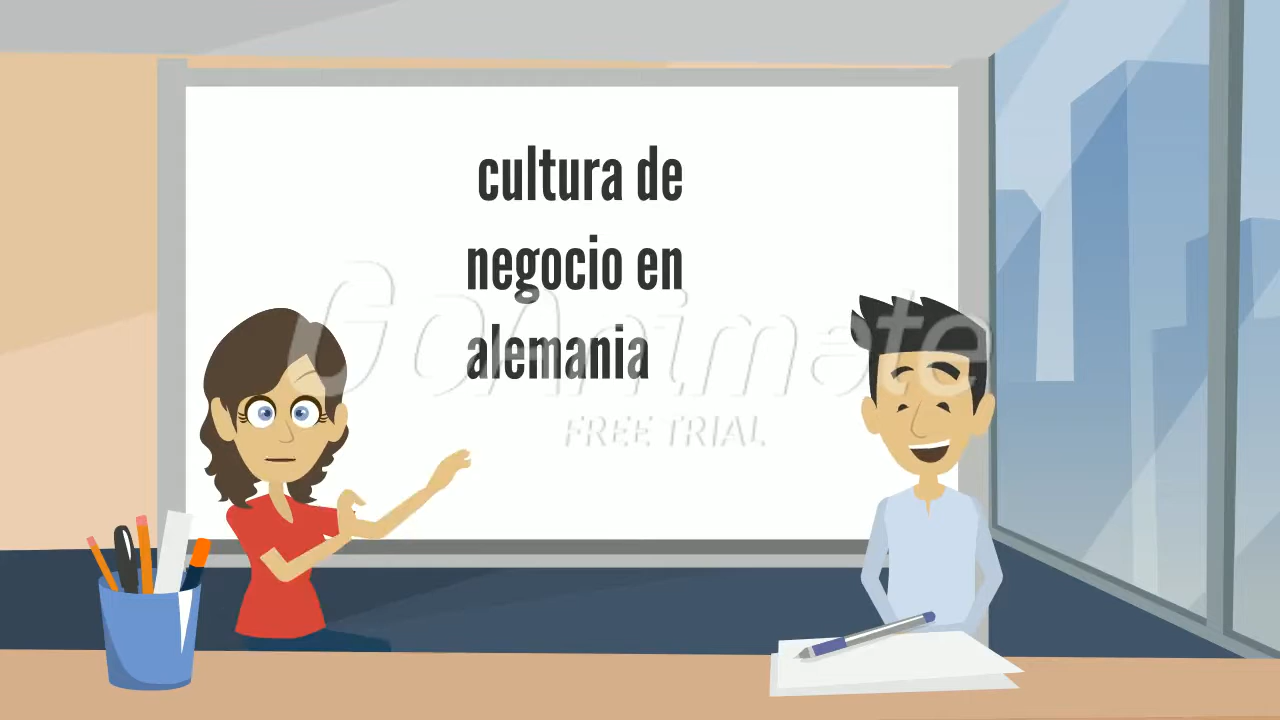 cultura de
negocio en
alemania
GoAnimate
FREE TRIAL